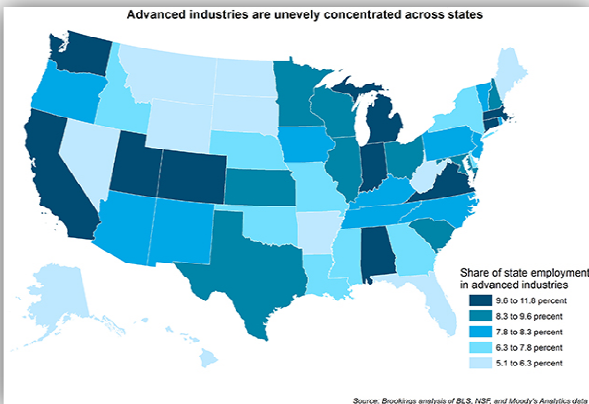 Advanced industries are unevely concentrated across states
Share of state employment
in advanced industries
9.6 to 11.8 percent
8.3 to 9.6 precent
7.8 to 8.3 percent
6.3 to 7.8 percent
5.1 to 6.3 percent
Source: Brookings analysis of BLS, NSF, and Moody's Analytics data